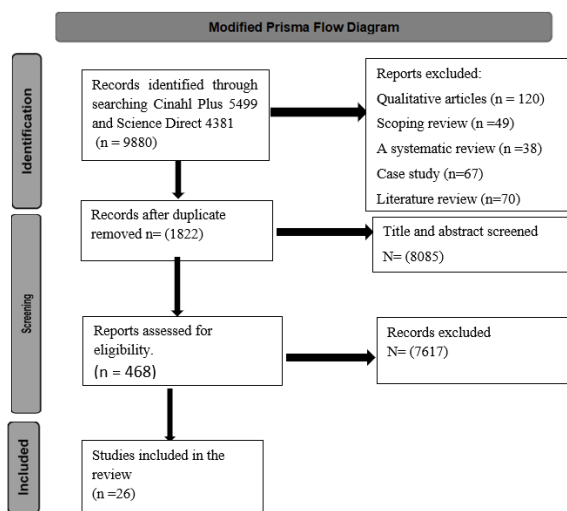 Modified Prisma Flow Diagram
Identification
Records identified through
searching Cinahl Plus 5499
and Science Direct 4381
(n = 9880)
Reports excluded:
Qualitative articles (n = 120)
Scoping review (n =49)
A systematic review (n =38)
Case study (n=67)
Literature review (n=70)
Screening
Records after duplicate
removed n= (1822)
Title and abstract screened
N= (8085)
Reports assessed for
eligibility.
(n = 468)
Records excluded
N= (7617)
Included
Studies included in the
review
(n =26)